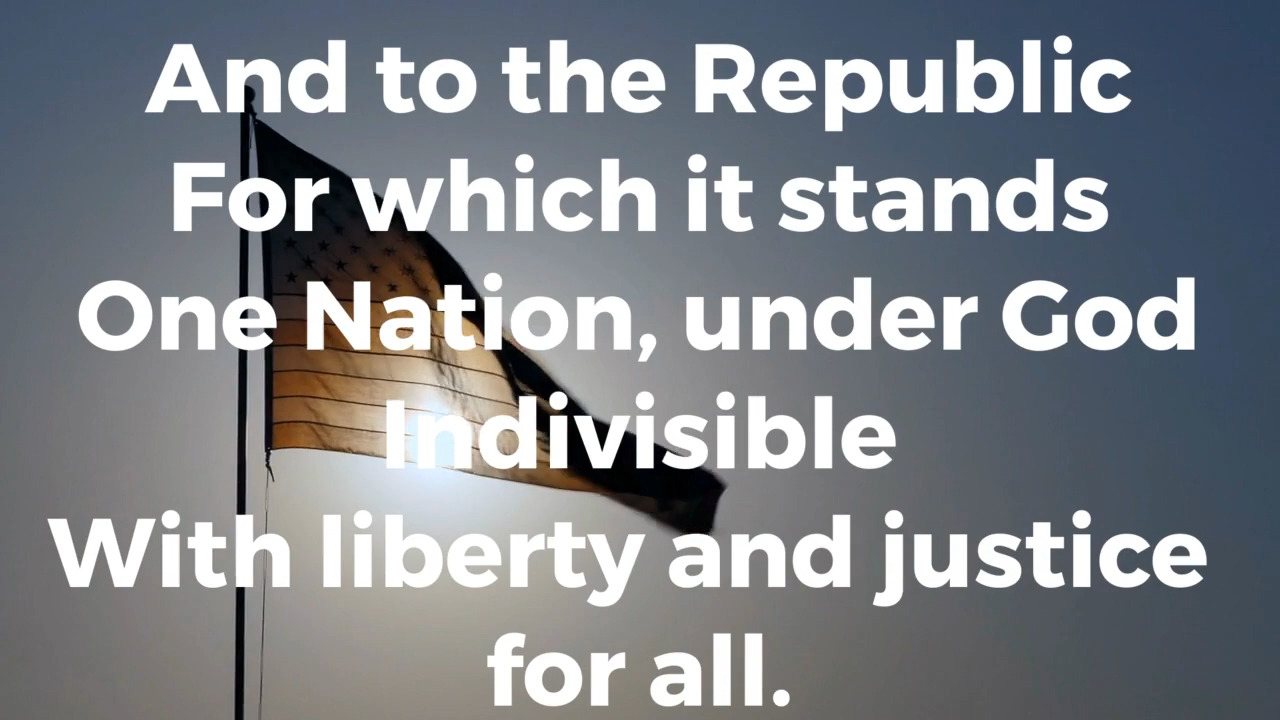 And to the Republic
For which it stands
One Nation, under God
Indivisible
With liberty and justice
for all.